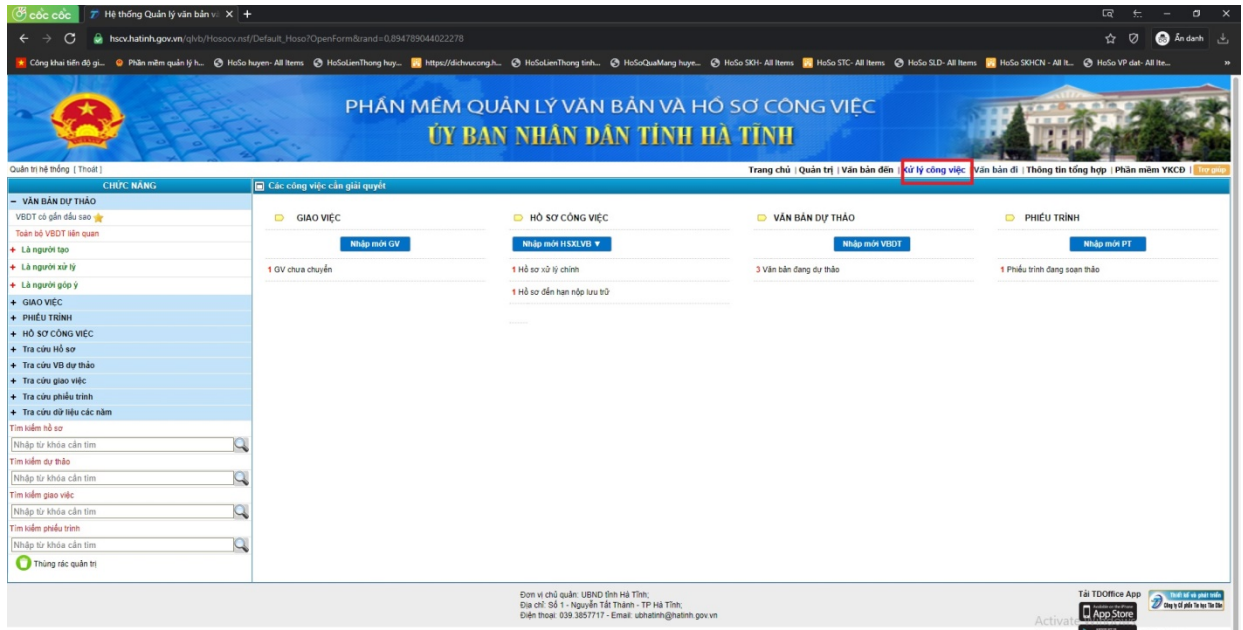 cốc cốc
Hệ thống Quản lý văn bản và
hscv.hatinh.gov.vn/qlvb/Hosocv.nsf/Default_Hoso?OpenForm&rand=0.894789044022278
Ẩn danh
Công khai tiến độ gi... Phần mềm quản lý h... HoSo huyen- All Items HoSoLienThong huy... https://dichvucong.h... HoSoLienThong tinh... HoSoQuaMang huye... HoSo SKH- All Items HoSo STC- All Items HoSo SLD- All Items HoSo SKHCN - All It... HoSo VP dat- All Ite...
PHẦN MỀM QUẢN LÝ VĂN BẢN VÀ HỒ SƠ CÔNG VIỆC
ỦY BAN NHÂN DÂN TỈNH HÀ TĨNH
Quản trị hệ thống [ Thoát ]
Trang chủ | Quản trị | Văn bản đến | Xử lý công việc | Văn bản đi | Thông tin tổng hợp | Phần mềm YKCĐ | Trợ giúp
CHỨC NĂNG
Các công việc cần giải quyết
– VĂN BẢN DỰ THẢO
VBDT có gắn dấu sao
Toàn bộ VBDT liên quan
+ Là người tạo
+ Là người xử lý
+ Là người góp ý
+ GIAO VIỆC
+ PHIẾU TRÌNH
+ HỒ SƠ CÔNG VIỆC
+ Tra cứu Hồ sơ
+ Tra cứu VB dự thảo
+ Tra cứu giao việc
+ Tra cứu phiếu trình
+ Tra cứu dữ liệu các năm
Tìm kiếm hồ sơ
Nhập từ khóa cần tìm
Tìm kiếm dự thảo
Nhập từ khóa cần tìm
Tìm kiếm giao việc
Nhập từ khóa cần tìm
Tìm kiếm phiếu trình
Nhập từ khóa cần tìm
Thùng rác quản trị
GIAO VIỆC
Nhập mới GV
1 GV chưa chuyển
HỒ SƠ CÔNG VIỆC
Nhập mới HSXLVB ▼
1 Hồ sơ xử lý chính
1 Hồ sơ đến hạn nộp lưu trữ
VĂN BẢN DỰ THẢO
Nhập mới VBDT
3 Văn bản đang dự thảo
PHIẾU TRÌNH
Nhập mới PT
1 Phiếu trình đang soạn thảo
Đơn vị chủ quản: UBND tỉnh Hà Tĩnh;
Địa chỉ: Số 1 - Nguyễn Tất Thành - TP Hà Tĩnh;
Điện thoại: 039.3857717 - Email: ubhatinh@hatinh.gov.vn
Tải TDOffice App
App Store
Thiết kế và phát triển
Công ty Cổ phần Tin học Tân Dân